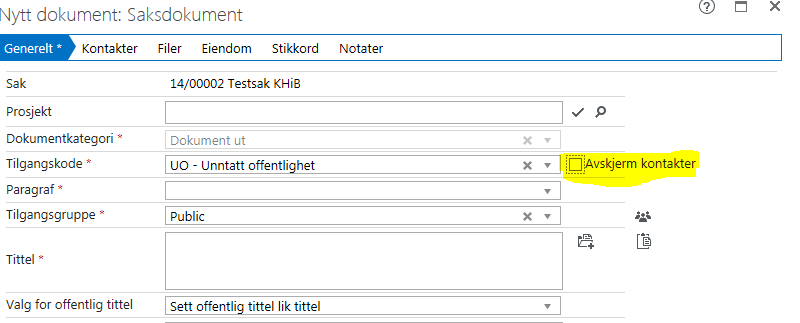 Nytt dokument: Saksdokument
Generelt * Kontakter Filer Eiendom Stikkord Notater
Sak 14/00002 Testsak KHiB
Prosjekt
Dokumentkategori * Dokument ut
Tilgangskode * UO - Unntatt offentlighet Avskjerm kontakter
Paragraf *
Tilgangsgruppe * Public
Tittel *
Valg for offentlig tittel Sett offentlig tittel lik tittel